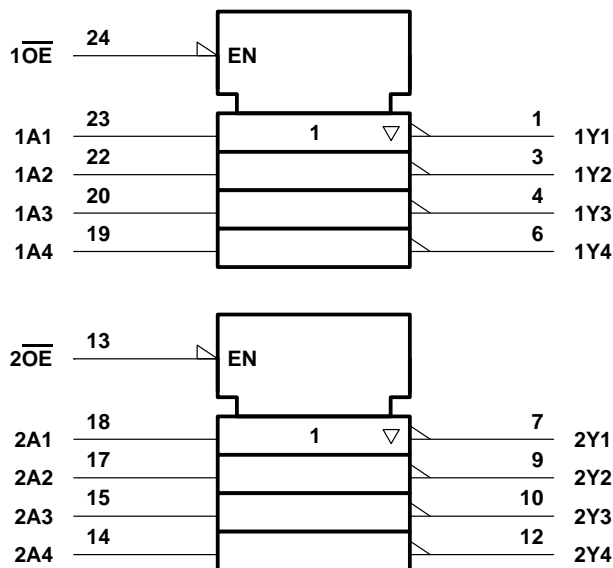 1O̅E̅ 24 EN
1A1 23 1 ▽ 1 1Y1
1A2 22 3 1Y2
1A3 20 4 1Y3
1A4 19 6 1Y4
2O̅E̅ 13 EN
2A1 18 1 ▽ 7 2Y1
2A2 17 9 2Y2
2A3 15 10 2Y3
2A4 14 12 2Y4